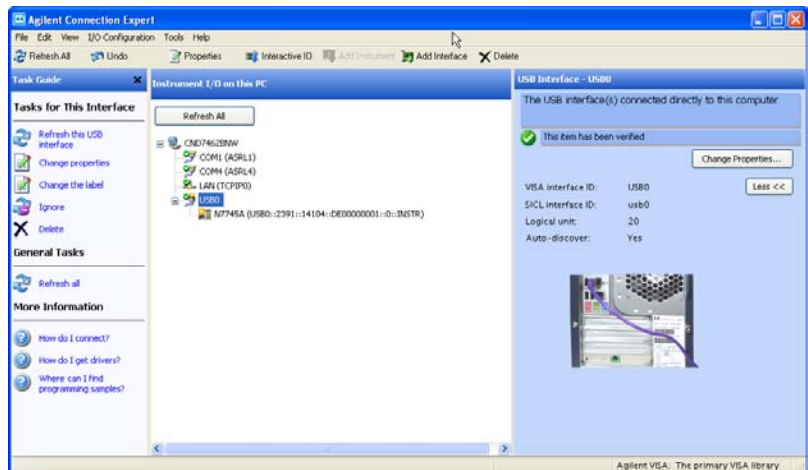 Agilent Connection Expert
File Edit View I/O Configuration Tools Help
Refresh All Undo Properties Interactive IO Add Instrument Add Interface Delete
Task Guide
Tasks for This Interface
Refresh this USB
interface
Change properties
Change the label
Ignore
Delete
General Tasks
Refresh all
More Information
How do I connect?
How do I get drivers?
Where can I find
programming samples?
Instrument I/O on this PC
Refresh All
CND7462BNW
COM1 (ASRL1)
COM4 (ASRL4)
LAN (TCPIP0)
USB0
N7745A (USB0::2391::14104::DE00000001::0::INSTR)
USB Interface - USB0
The USB interface(s) connected directly to this computer
This item has been verified
Change Properties...
Less <<
VISA interface ID: USB0
SICL interface ID: usb0
Logical unit: 20
Auto-discover: Yes
Agilent VISA: The primary VISA library